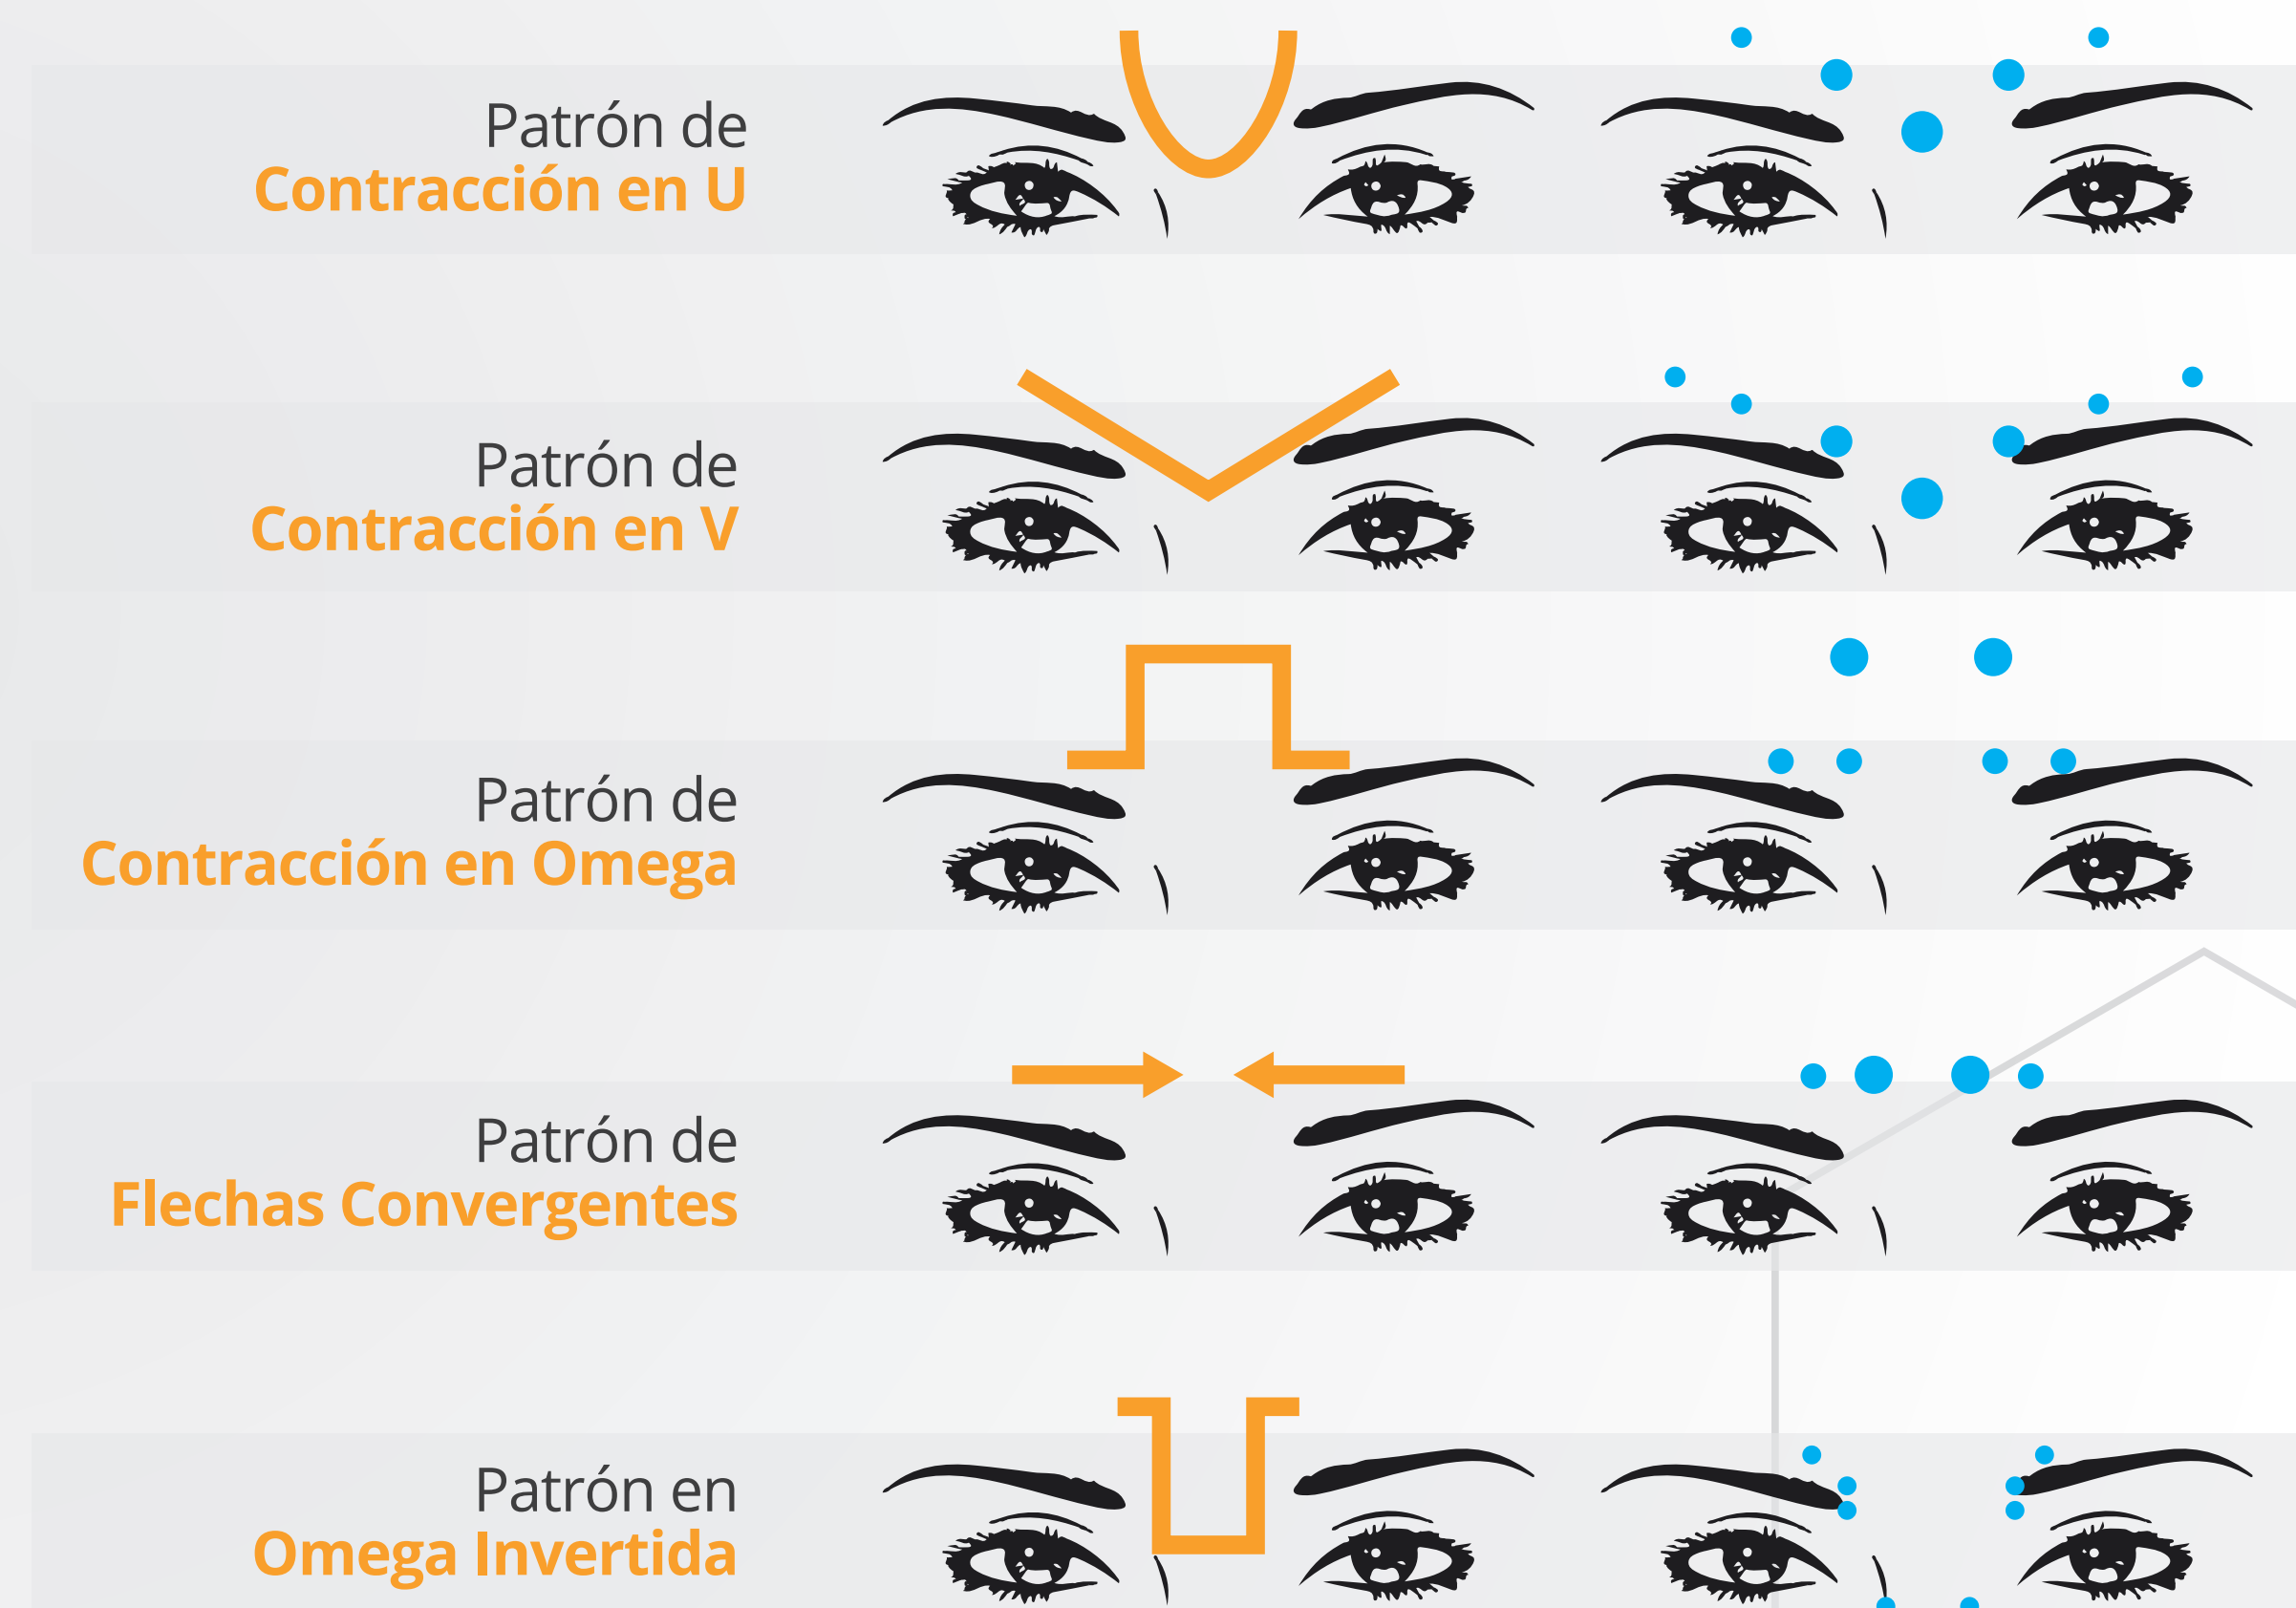 Patrón de
Contracción en U
Patrón de
Contracción en V
Patrón de
Contracción en Omega
Patrón de
Flechas Convergentes
Patrón en
Omega Invertida